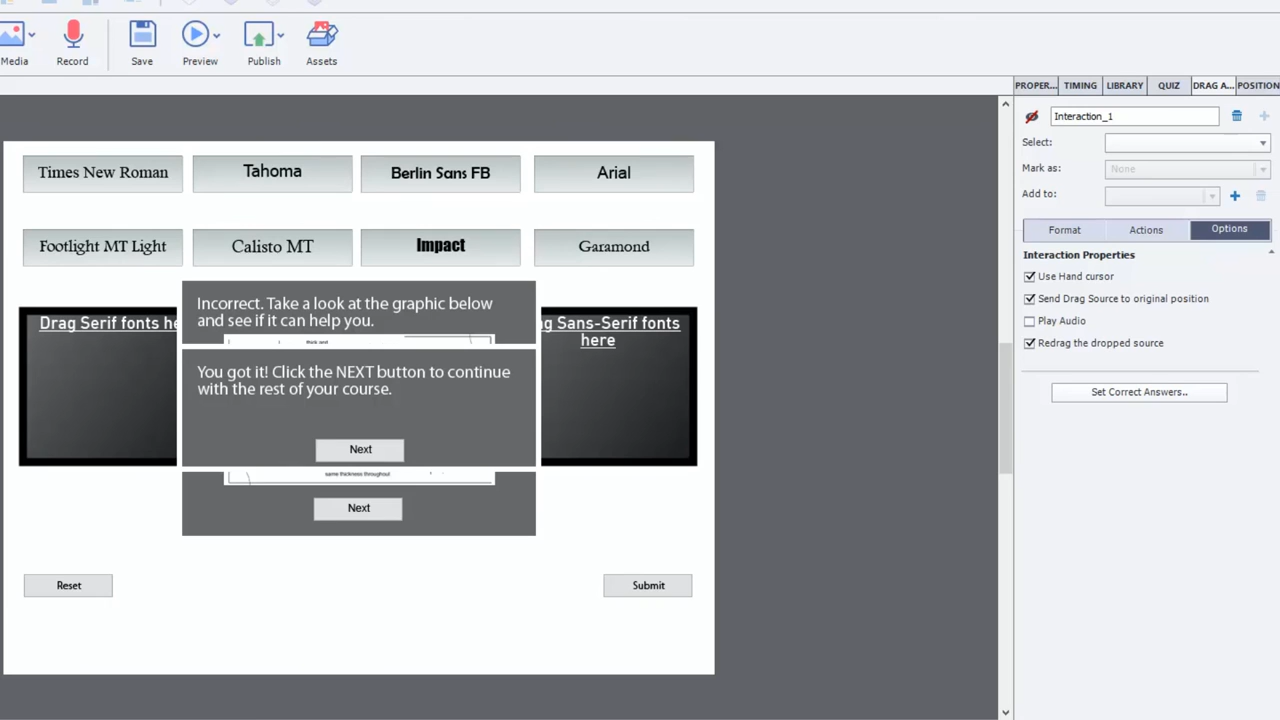 Media
Record
Save
Preview
Publish
Assets
PROPER...
TIMING
LIBRARY
QUIZ
DRAG A...
POSITION
Interaction_1
Select:
Mark as:
None
Add to:
Format
Actions
Options
Interaction Properties
Use Hand cursor
Send Drag Source to original position
Play Audio
Redrag the dropped source
Set Correct Answers..
Times New Roman
Tahoma
Berlin Sans FB
Arial
Footlight MT Light
Calisto MT
Impact
Garamond
Drag Serif fonts he
g Sans-Serif fonts
here
Incorrect. Take a look at the graphic below
and see if it can help you.
thick and
You got it! Click the NEXT button to continue
with the rest of your course.
Next
same thickness throughout
Next
Reset
Submit